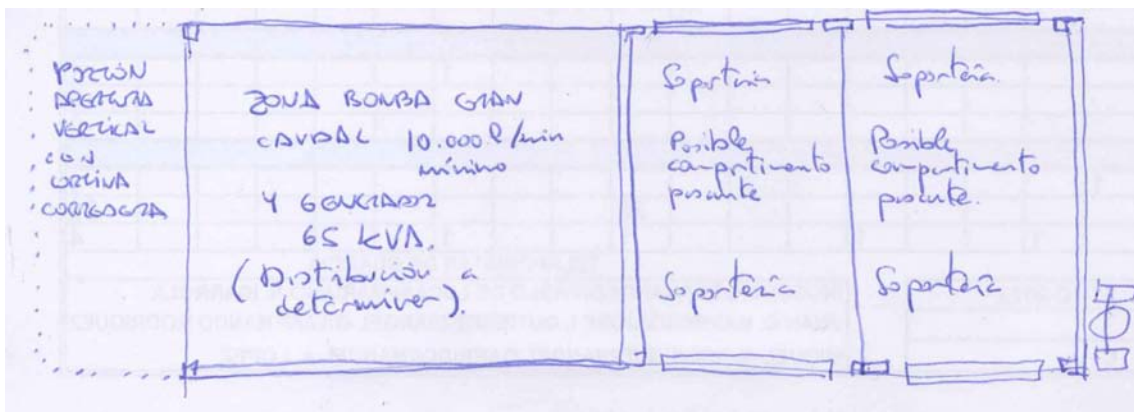 PORTÓN
APERTURA
VERTICAL
CON
CORTINA
CORREDERA
ZONA BOMBA GRAN
CAUDAL 10.000 l/min
mínimo
Y GENERADOR
65 KVA.
(Distribución a
determinar)
Soportería
Posible
compartimento
pasante
Soportería
Soportería
Posible
compartimento
pasante.
Soportería